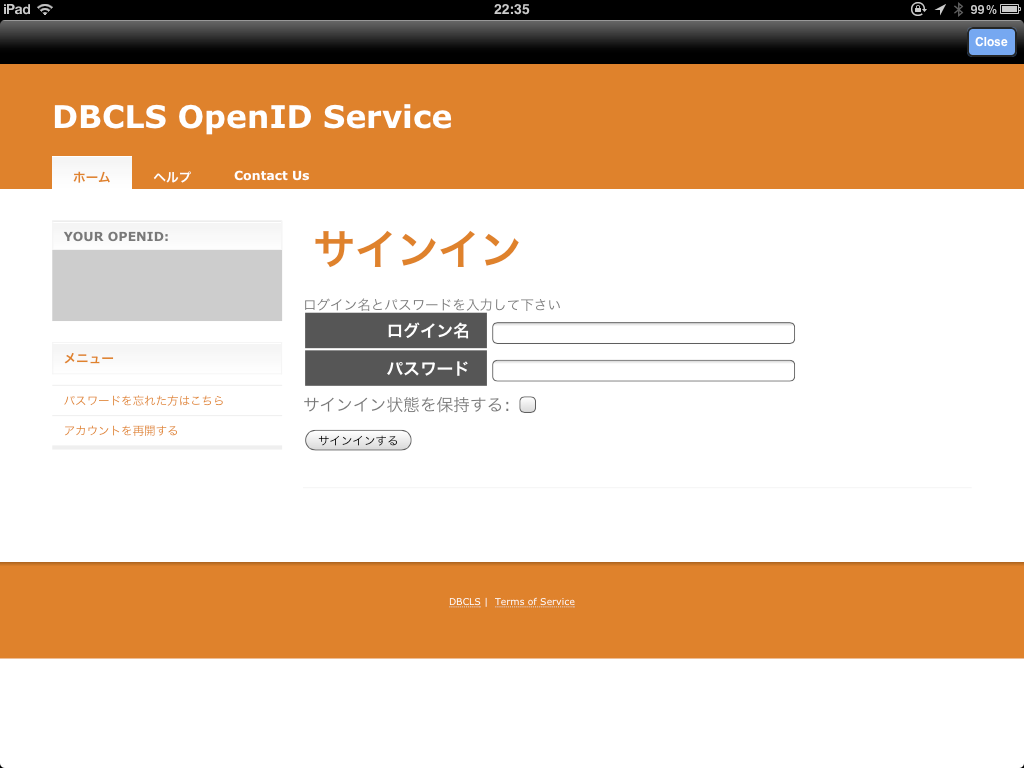 iPad 22:35 99%
Close
DBCLS OpenID Service
ホーム ヘルプ Contact Us
YOUR OPENID:
メニュー
パスワードを忘れた方はこちら
アカウントを再開する
サインイン
ログイン名とパスワードを入力して下さい
ログイン名
パスワード
サインイン状態を保持する:
サインインする
DBCLS | Terms of Service